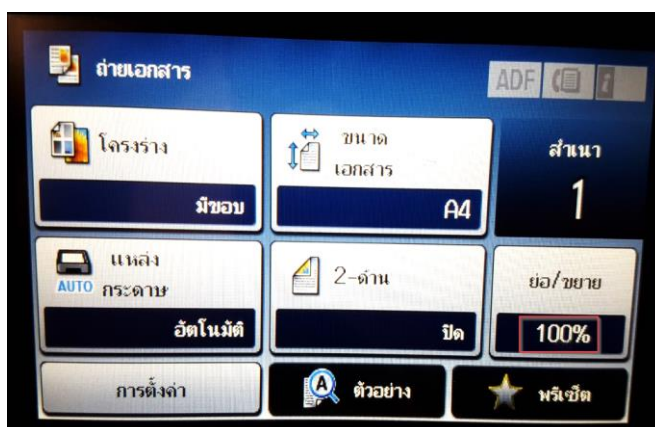 ถ่ายเอกสาร
ADF
โครงร่าง
มีขอบ
ขนาด
เอกสาร
A4
สำเนา
1
แหล่ง
AUTO กระดาษ
อัตโนมัติ
2-ด้าน
ปิด
ย่อ/ขยาย
100%
การตั้งค่า
ตัวอย่าง
พรีเซ็ต